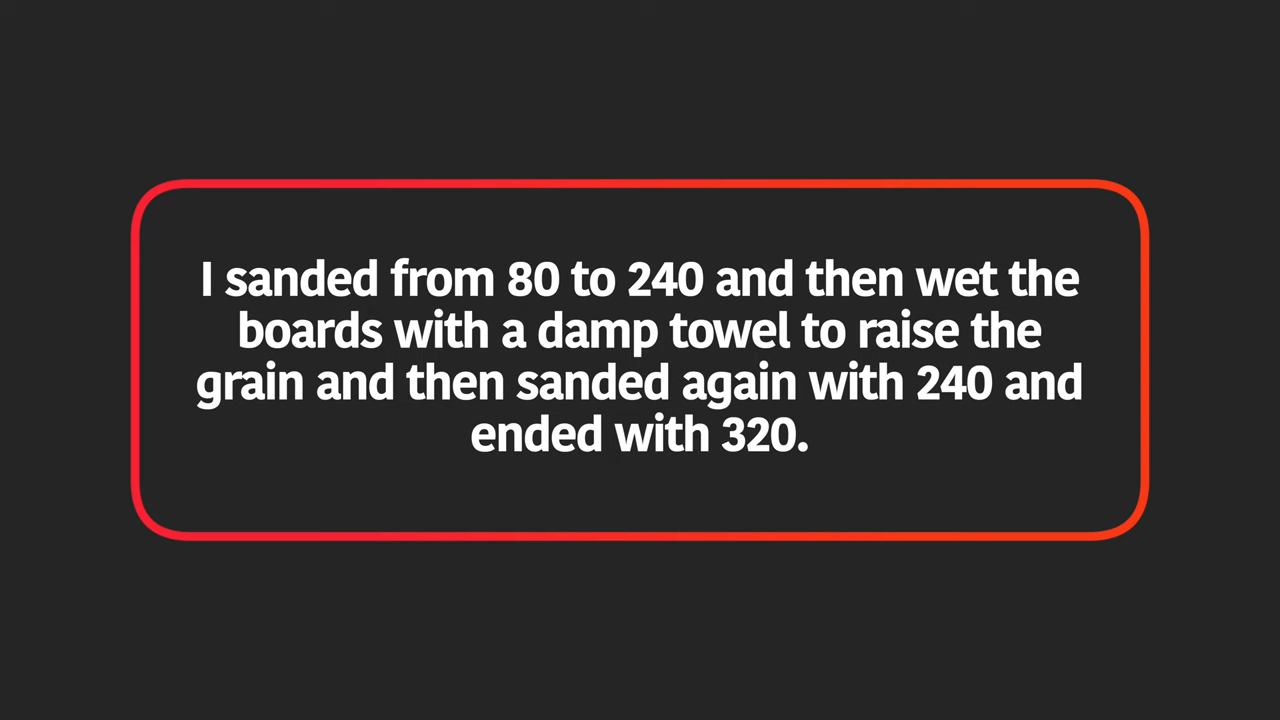 I sanded from 80 to 240 and then wet the
boards with a damp towel to raise the
grain and then sanded again with 240 and
ended with 320.